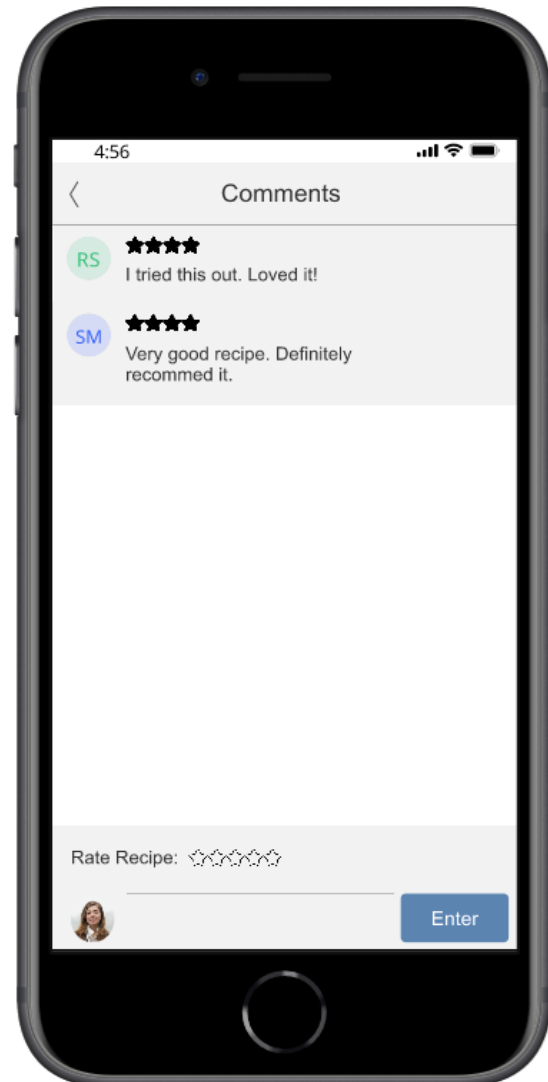 4:56
Comments
RS
I tried this out. Loved it!
SM
Very good recipe. Definitely
recommed it.
Rate Recipe:
Enter